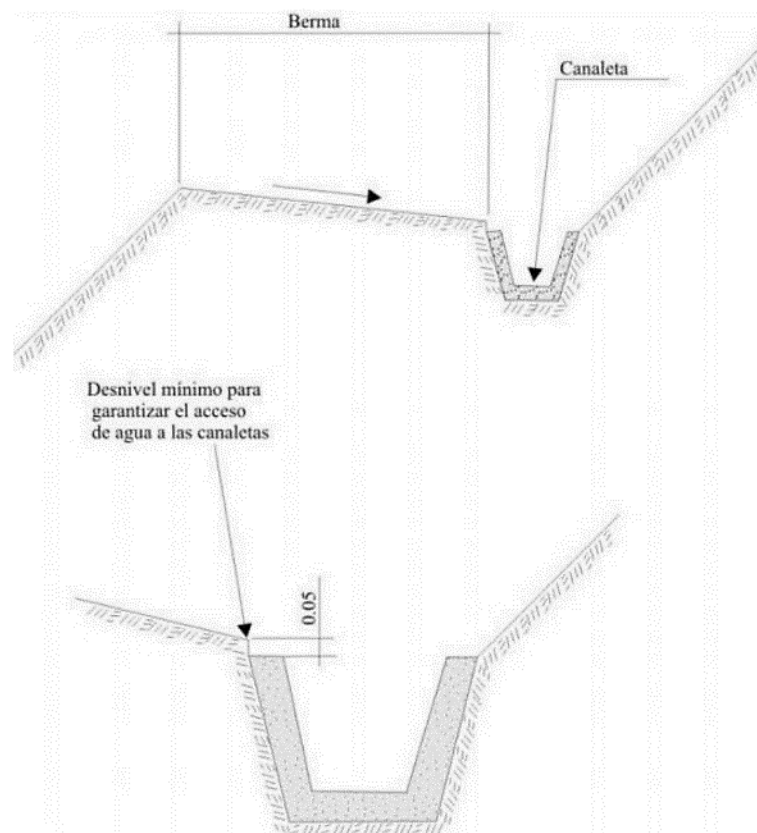 Berma
Canaleta
Desnivel mínimo para
garantizar el acceso
de agua a las canaletas
0.05